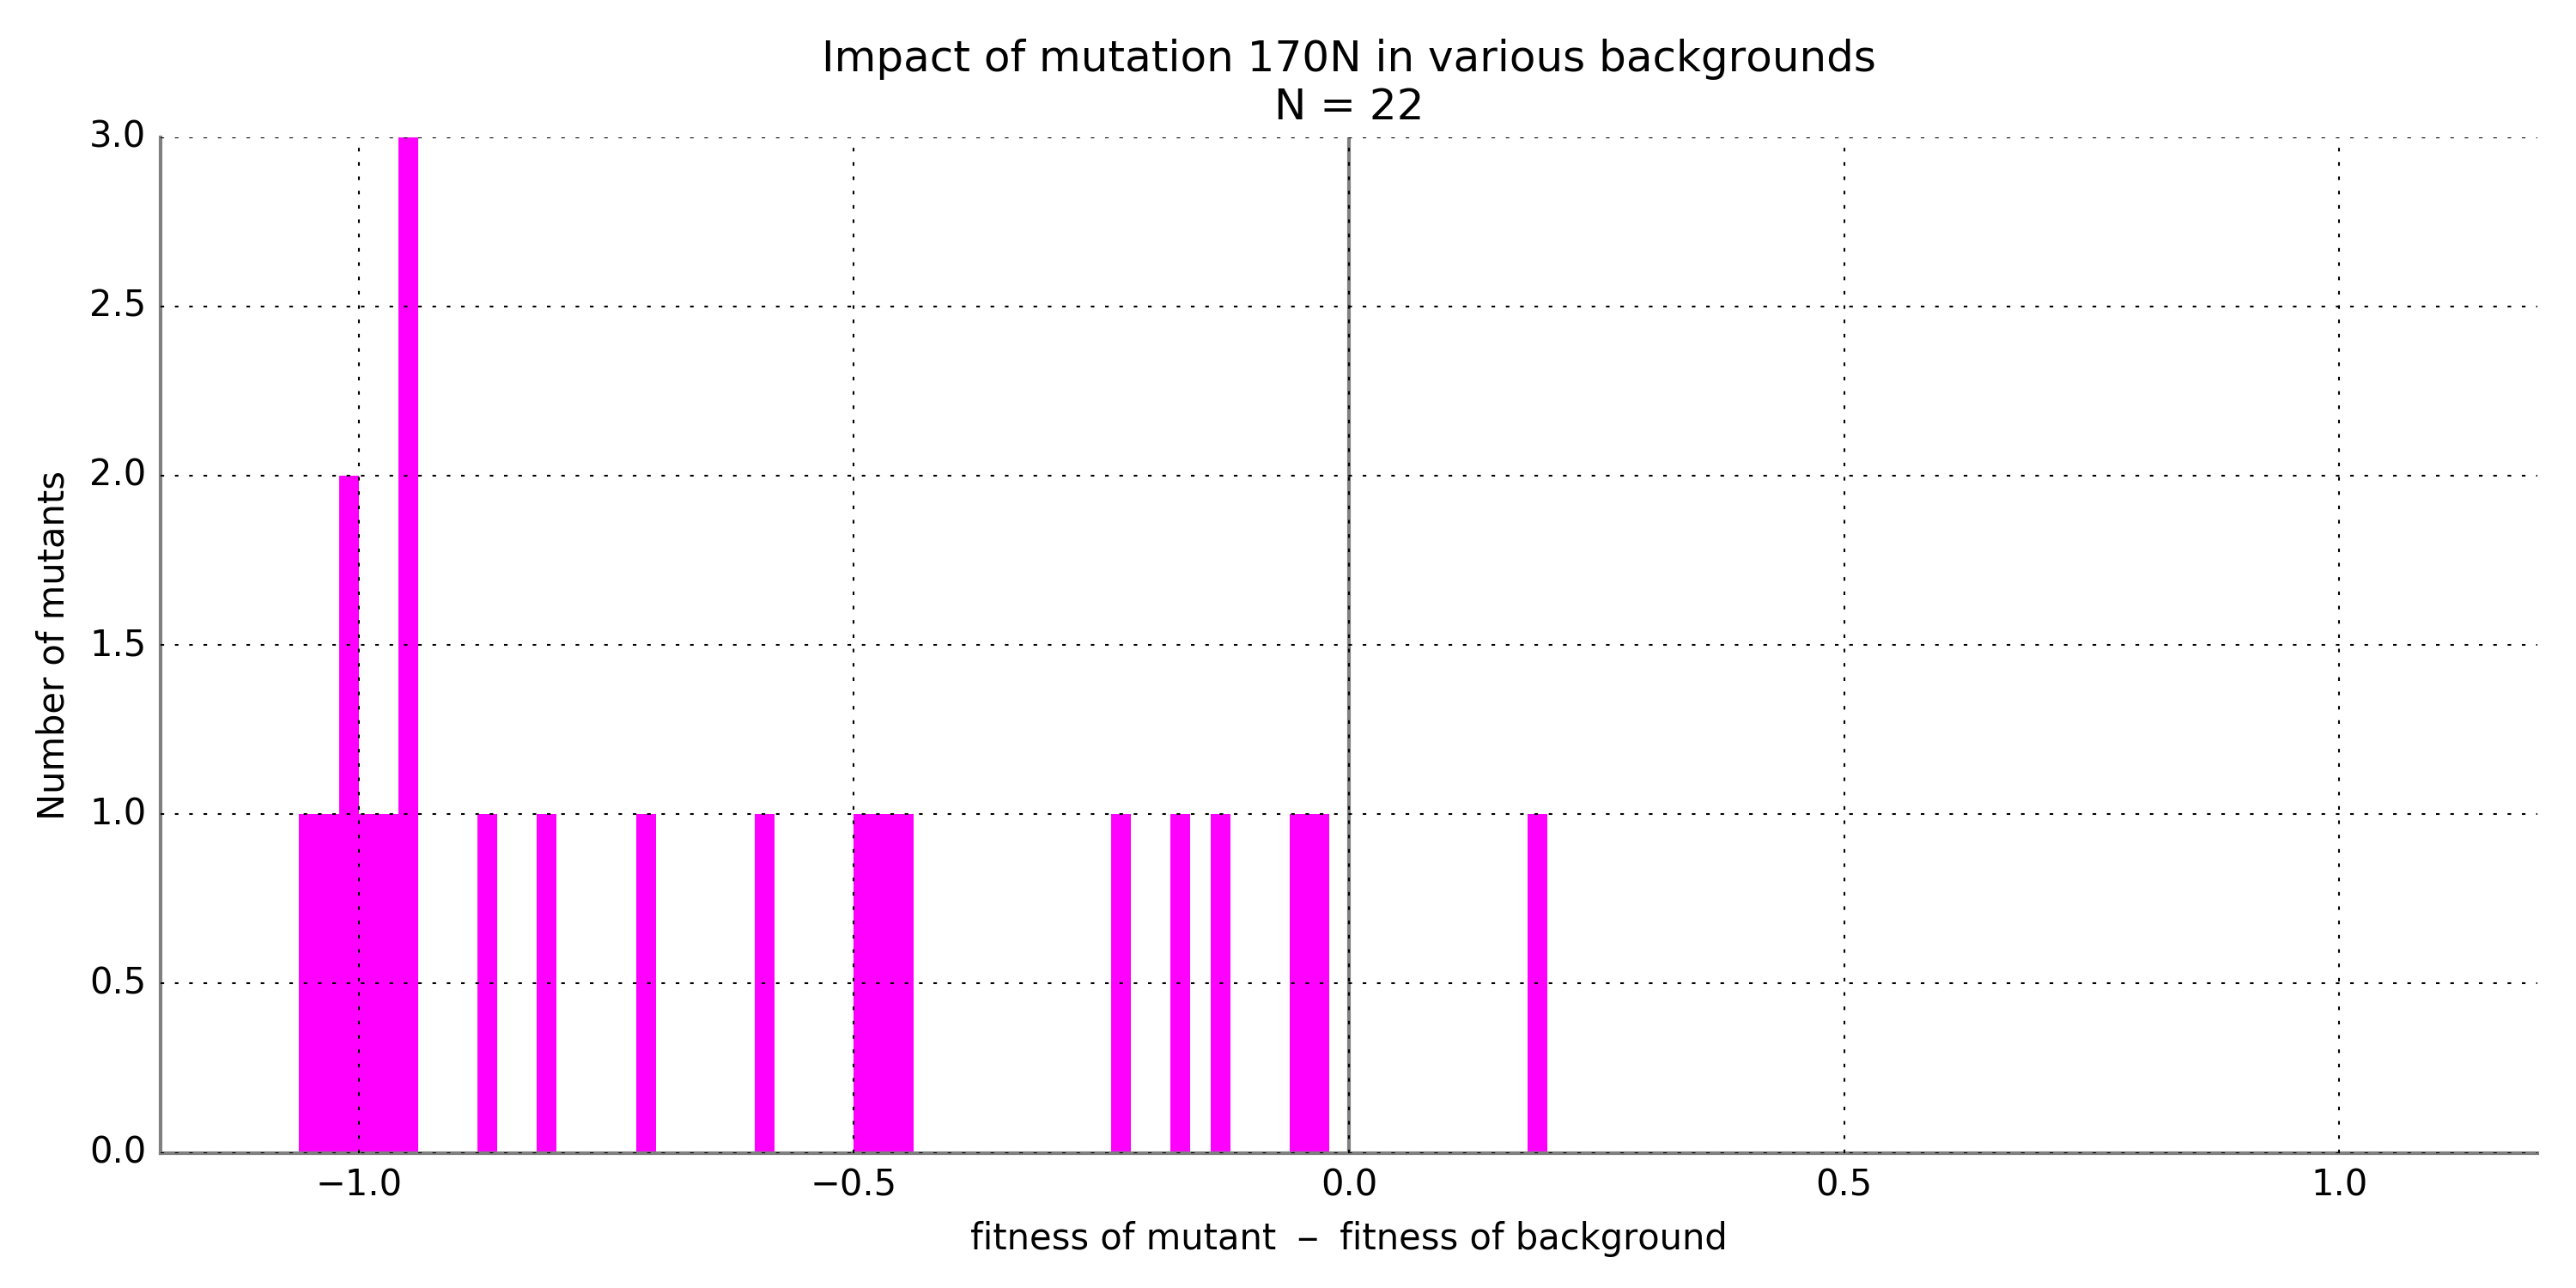 Impact of mutation 170N in various backgrounds
N = 22
3.0
2.5
2.0
1.5
1.0
0.5
0.0
Number of mutants
−1.0 −0.5 0.0 0.5 1.0
fitness of mutant − fitness of background